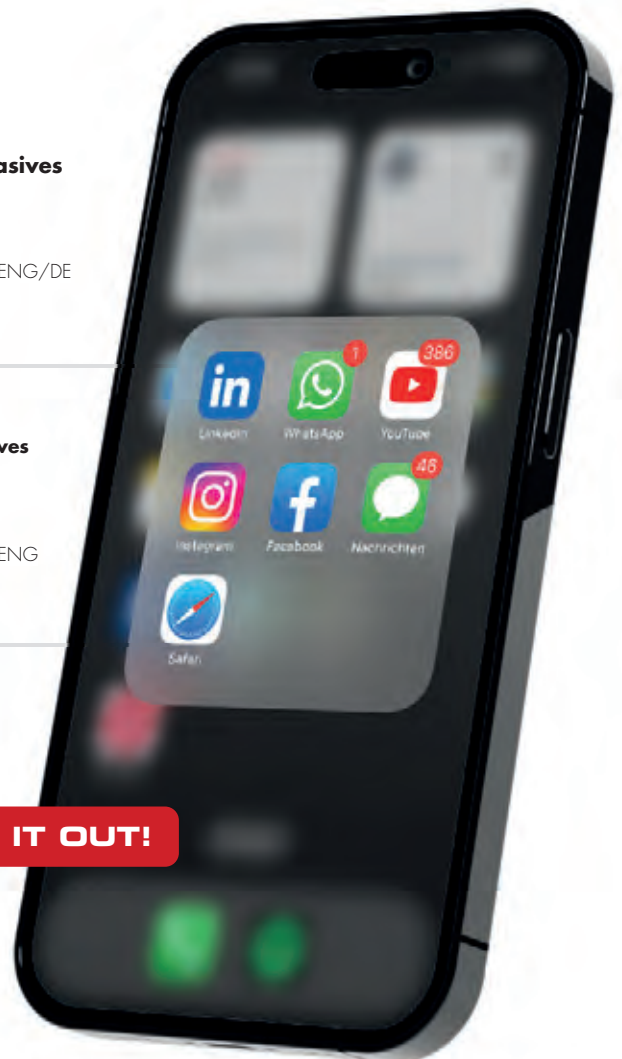 asives
ENG/DE
ves
ENG
IT OUT!
1
386
in
LinkedIn
WhatsApp
YouTube
46
Instagram
Facebook
Nachrichten
Safari